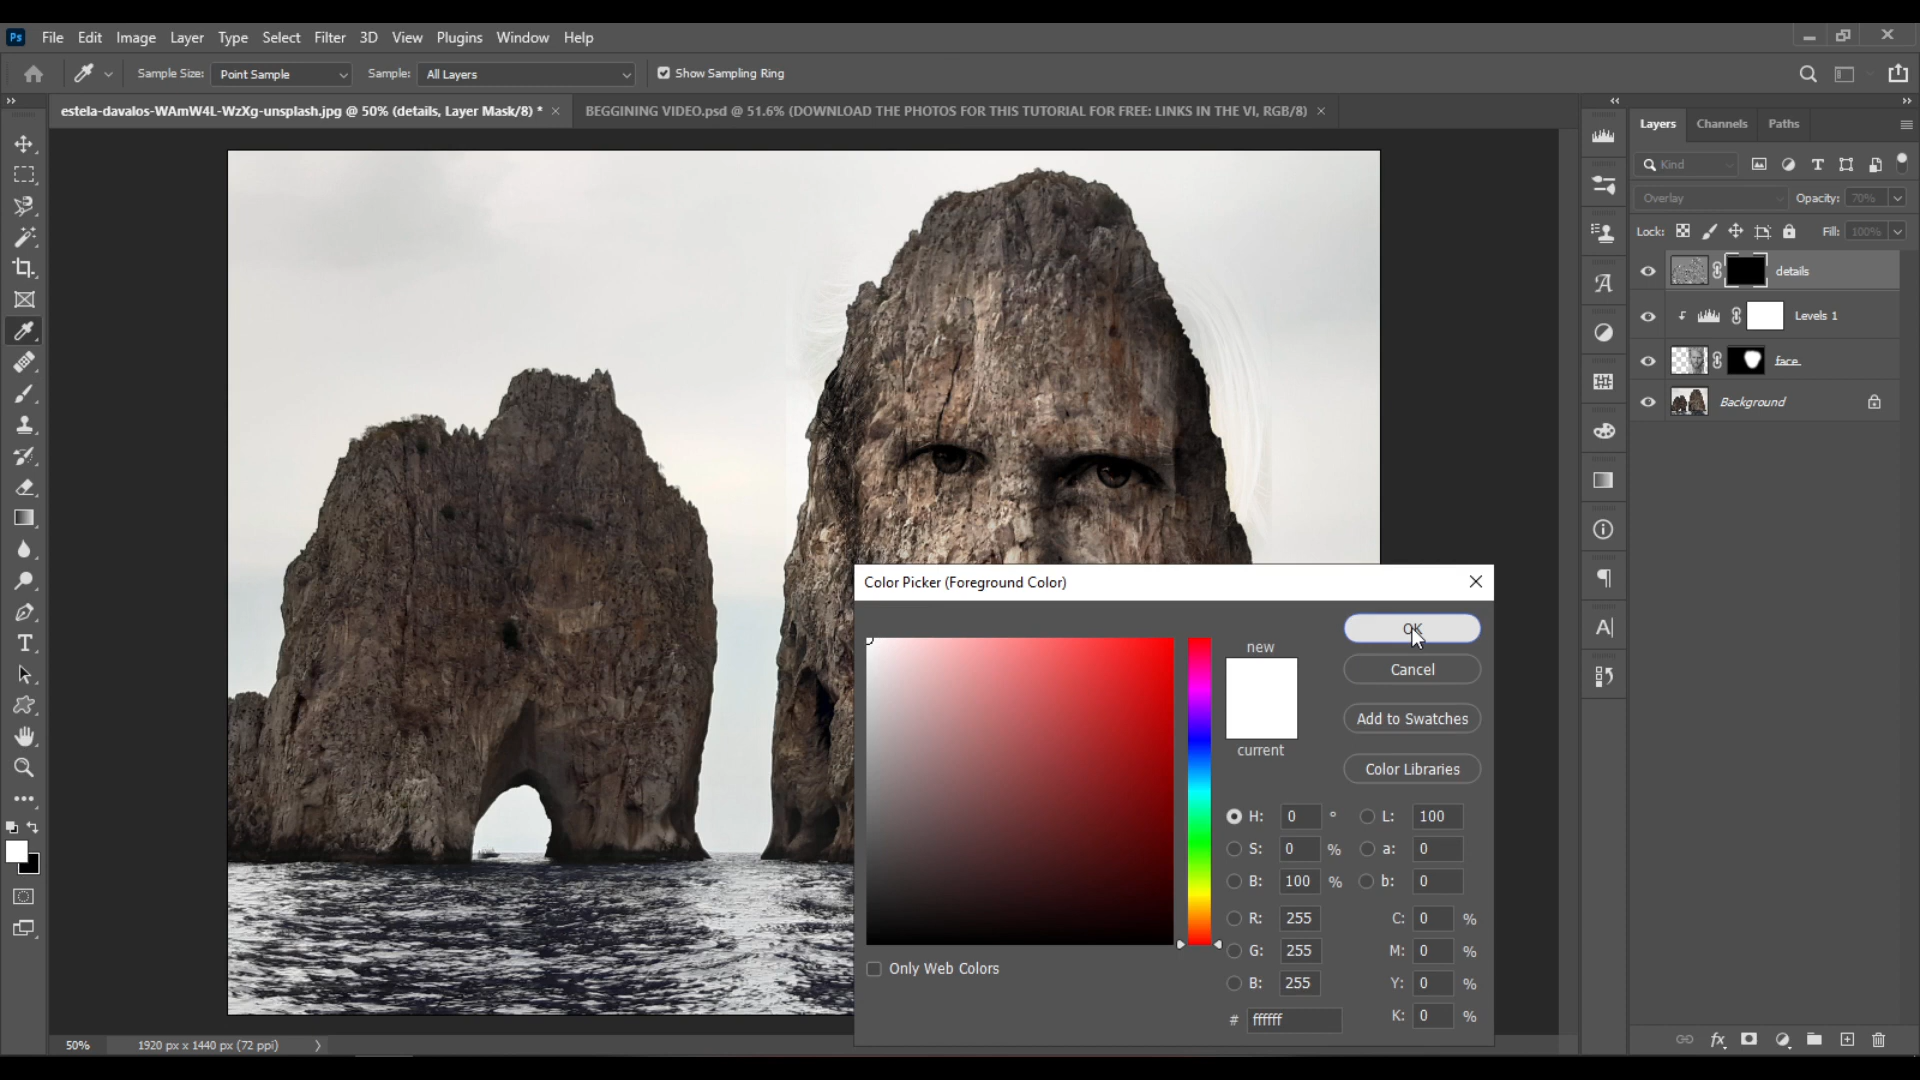 Ps File Edit Image Layer Type Select Filter 3D View Plugins Window Help
Sample Size: Point Sample Sample: All Layers Show Sampling Ring
estela-davalos-WAmW4L-WzXg-unsplash.jpg @ 50% (details, Layer Mask/8) * × BEGGINING VIDEO.psd @ 51.6% (DOWNLOAD THE PHOTOS FOR THIS TUTORIAL FOR FREE: LINKS IN THE VI, RGB/8) ×
Layers Channels Paths
Kind
Overlay Opacity: 70%
Lock: Fill: 100%
details
Levels 1
face
Background
Color Picker (Foreground Color)
new
current
OK
Cancel
Add to Swatches
Color Libraries
H: 0 ° L: 100
S: 0 % a: 0
B: 100 % b: 0
R: 255 C: 0 %
G: 255 M: 0 %
B: 255 Y: 0 %
# ffffff K: 0 %
Only Web Colors
50% 1920 px x 1440 px (72 ppi)